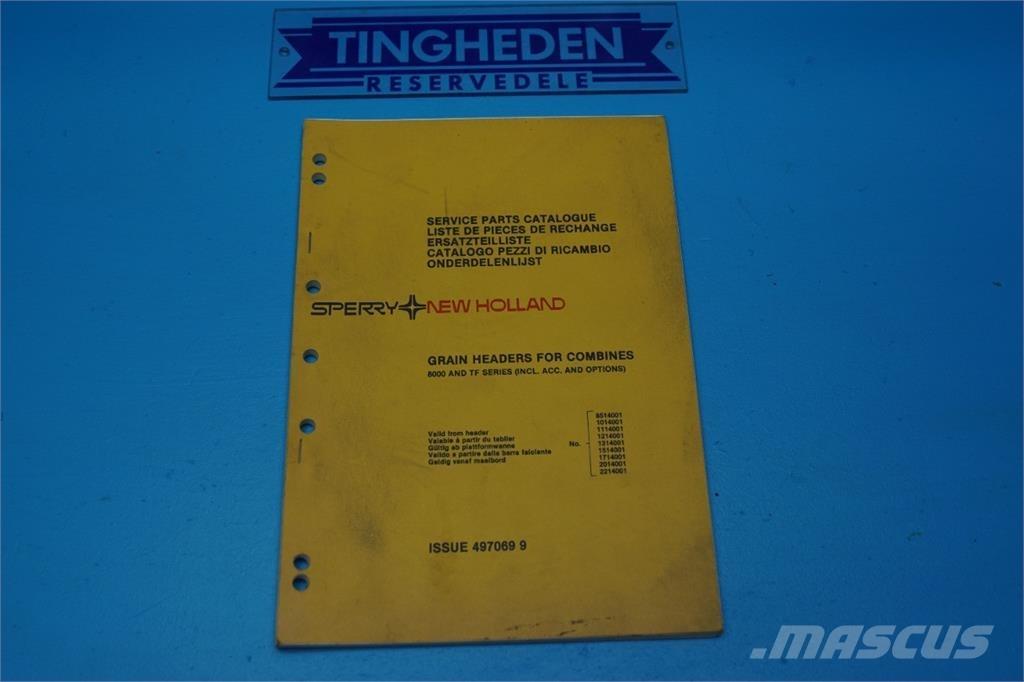 TINGHEDEN
RESERVEDELE
SERVICE PARTS CATALOGUE
LISTE DE PIECES DE RECHANGE
ERSATZTEILLISTE
CATALOGO PEZZI DI RICAMBIO
ONDERDELENLIJST
SPERRY NEW HOLLAND
GRAIN HEADERS FOR COMBINES
8000 AND TF SERIES (INCL. ACC. AND OPTIONS)
Valid from header
Valable à partir du tablier
Gültig ab plattformwanne
Valido a partire dalla barra falciante
Geldig vanaf maaibord
No.
8514001
1014001
1114001
1214001
1314001
1514001
1714001
2014001
2214001
ISSUE 497069 9
.MASCUS